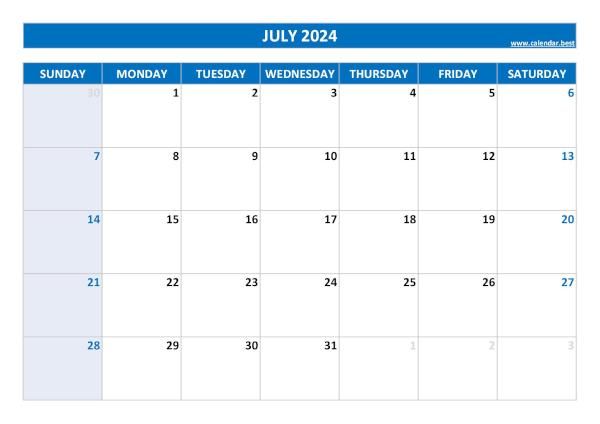 JULY 2024
www.calendar.best
SUNDAY MONDAY TUESDAY WEDNESDAY THURSDAY FRIDAY SATURDAY
30 1 2 3 4 5 6
7 8 9 10 11 12 13
14 15 16 17 18 19 20
21 22 23 24 25 26 27
28 29 30 31 1 2 3